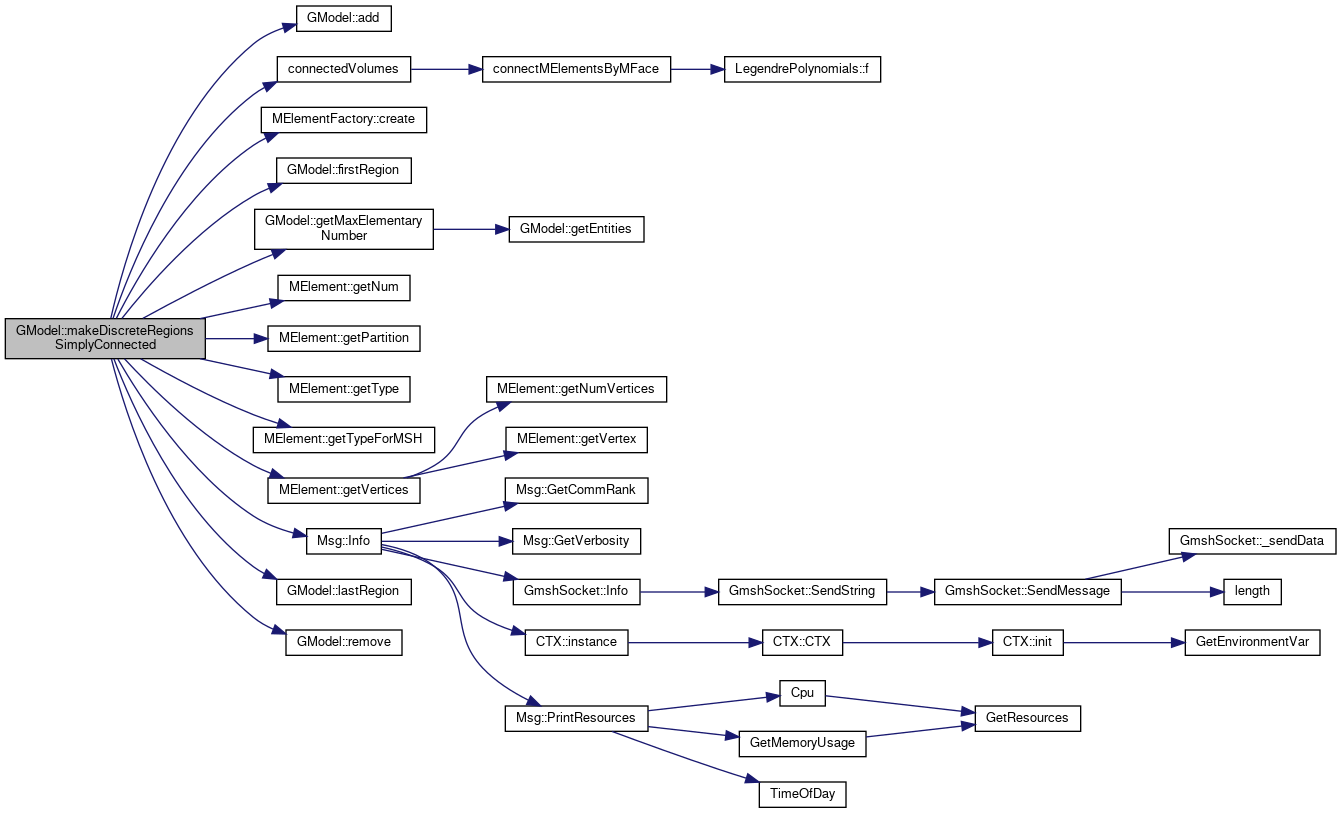 GModel::add
connectedVolumes
connectMElementsByMFace
LegendrePolynomials::f
MElementFactory::create
GModel::firstRegion
GModel::getMaxElementary
Number
GModel::getEntities
MElement::getNum
GModel::makeDiscreteRegions
SimplyConnected
MElement::getPartition
MElement::getType
MElement::getNumVertices
MElement::getTypeForMSH
MElement::getVertex
MElement::getVertices
Msg::GetCommRank
Msg::Info
Msg::GetVerbosity
GmshSocket::_sendData
GModel::lastRegion
GmshSocket::Info
GmshSocket::SendString
GmshSocket::SendMessage
length
GModel::remove
CTX::instance
CTX::CTX
CTX::init
GetEnvironmentVar
Msg::PrintResources
Cpu
GetResources
GetMemoryUsage
TimeOfDay